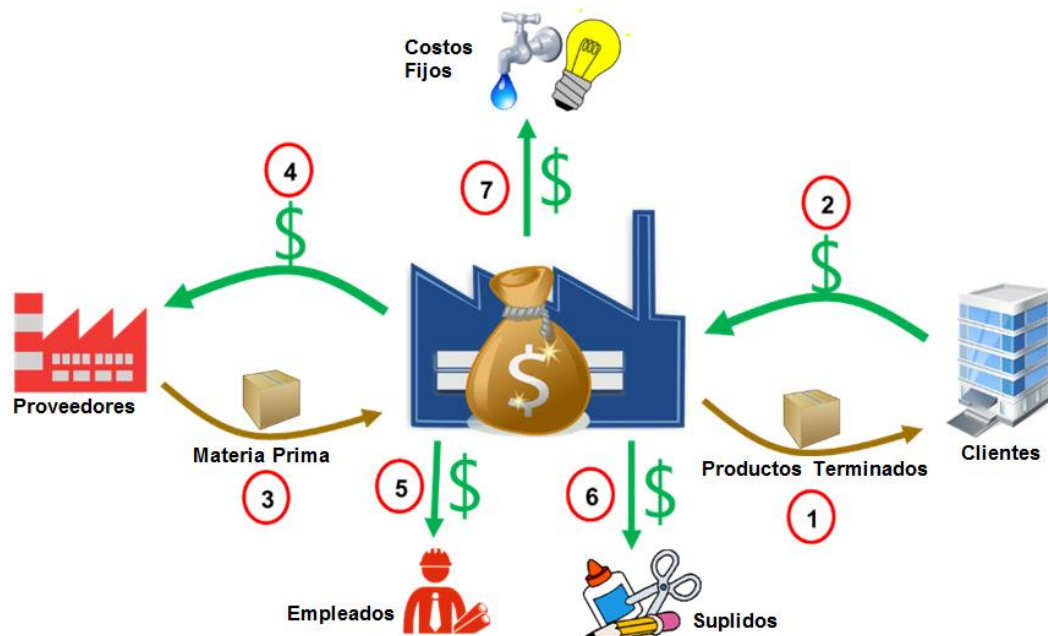 Costos
Fijos
4
$
7
$
2
$
$
Proveedores
Materia Prima
3
5
$
6
$
Productos Terminados
1
Clientes
Empleados
Suplidos